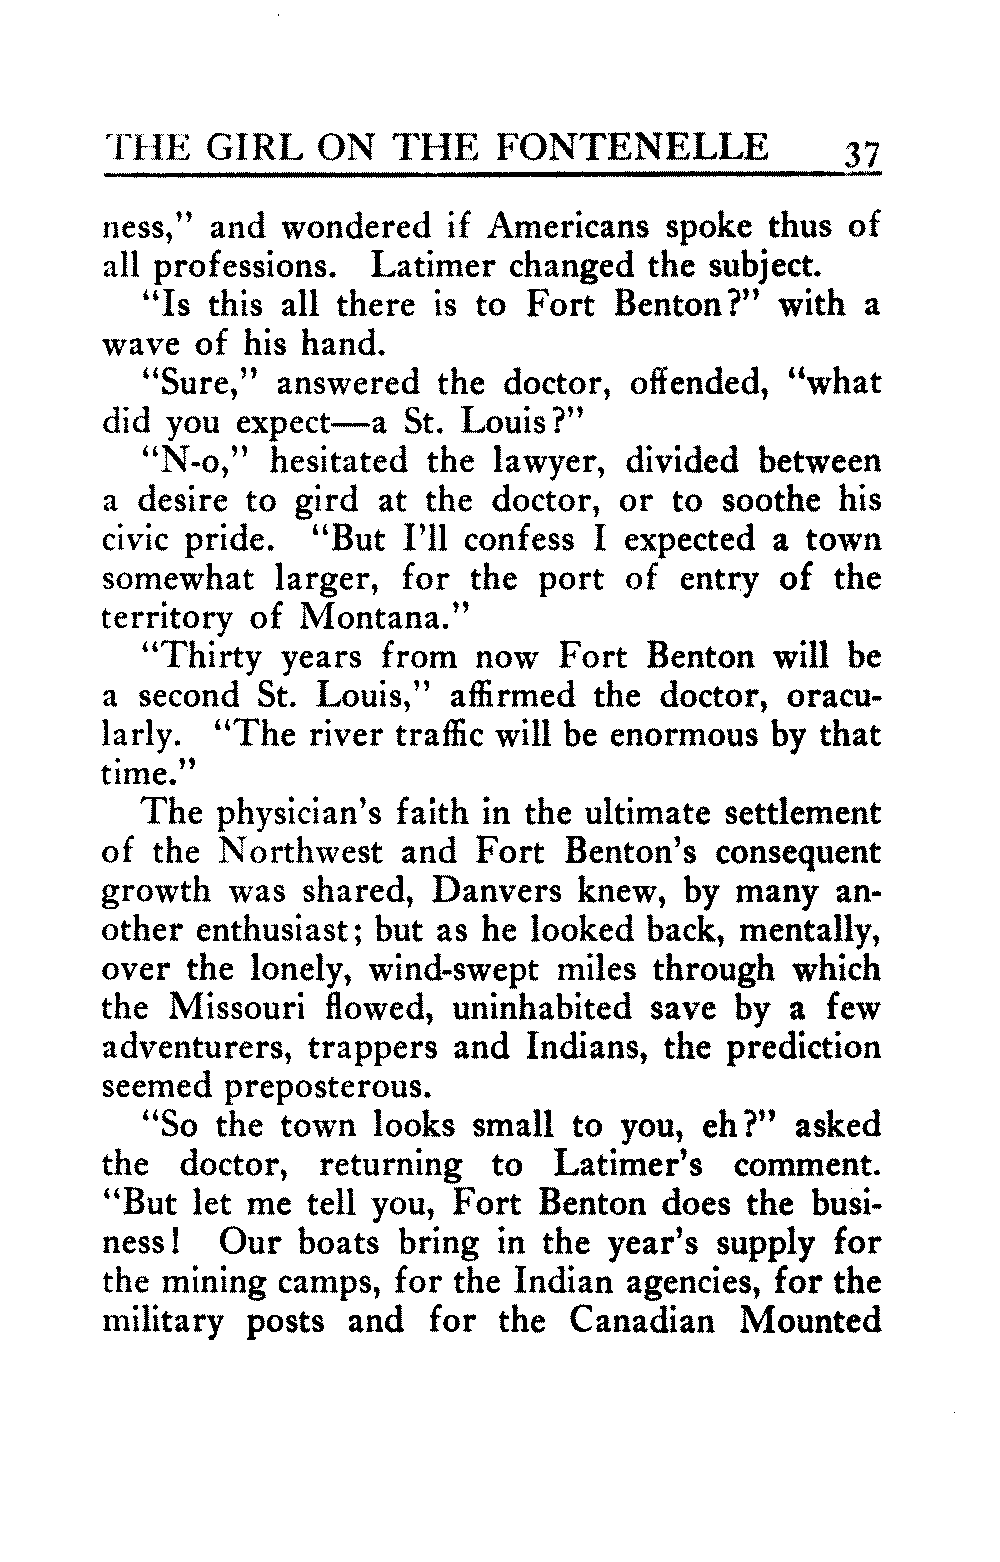 THE GIRL ON THE FONTENELLE 37
ness," and wondered if Americans spoke thus of
all professions. Latimer changed the subject.
"Is this all there is to Fort Benton?" with a
wave of his hand.
"Sure," answered the doctor, offended, "what
did you expect—a St. Louis?"
"N-o," hesitated the lawyer, divided between
a desire to gird at the doctor, or to soothe his
civic pride. "But I'll confess I expected a town
somewhat larger, for the port of entry of the
territory of Montana."
"Thirty years from now Fort Benton will be
a second St. Louis," affirmed the doctor, oracu-
larly. "The river traffic will be enormous by that
time."
The physician's faith in the ultimate settlement
of the Northwest and Fort Benton's consequent
growth was shared, Danvers knew, by many an-
other enthusiast; but as he looked back, mentally,
over the lonely, wind-swept miles through which
the Missouri flowed, uninhabited save by a few
adventurers, trappers and Indians, the prediction
seemed preposterous.
"So the town looks small to you, eh?" asked
the doctor, returning to Latimer's comment.
"But let me tell you, Fort Benton does the busi-
ness! Our boats bring in the year's supply for
the mining camps, for the Indian agencies, for the
military posts and for the Canadian Mounted